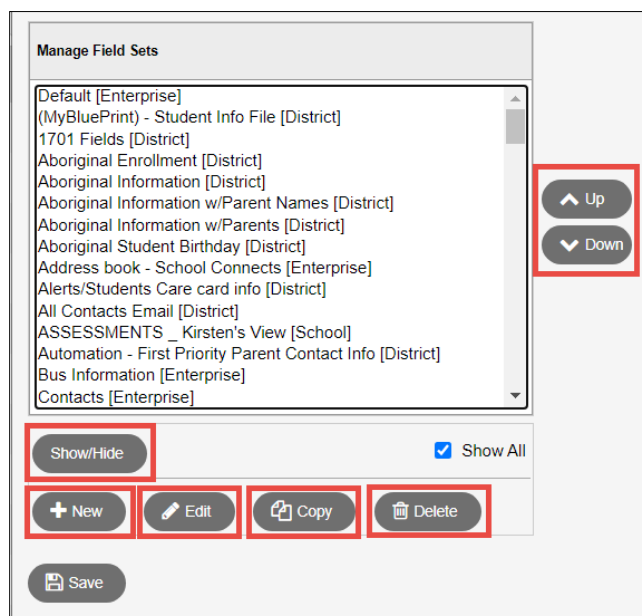 Manage Field Sets
Default [Enterprise]
(MyBluePrint) - Student Info File [District]
1701 Fields [District]
Aboriginal Enrollment [District]
Aboriginal Information [District]
Aboriginal Information w/Parent Names [District]
Aboriginal Information w/Parents [District]
Aboriginal Student Birthday [District]
Address book - School Connects [Enterprise]
Alerts/Students Care card info [District]
All Contacts Email [District]
ASSESSMENTS _ Kirsten's View [School]
Automation - First Priority Parent Contact Info [District]
Bus Information [Enterprise]
Contacts [Enterprise]
Up
Down
Show/Hide Show All
New Edit Copy Delete
Save